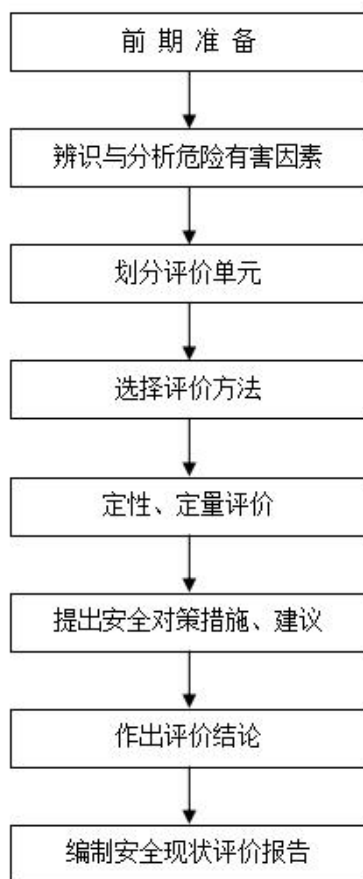 前 期 准 备
辨识与分析危险有害因素
划分评价单元
选择评价方法
定性、定量评价
提出安全对策措施、建议
作出评价结论
编制安全现状评价报告